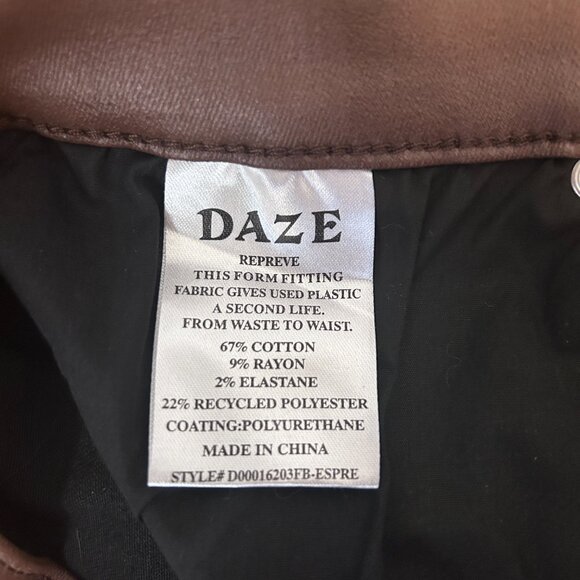 DAZE
REPREVE
THIS FORM FITTING
FABRIC GIVES USED PLASTIC
A SECOND LIFE.
FROM WASTE TO WAIST.
67% COTTON
9% RAYON
2% ELASTANE
22% RECYCLED POLYESTER
COATING:POLYURETHANE
MADE IN CHINA
STYLE# D00016203FB-ESPRE